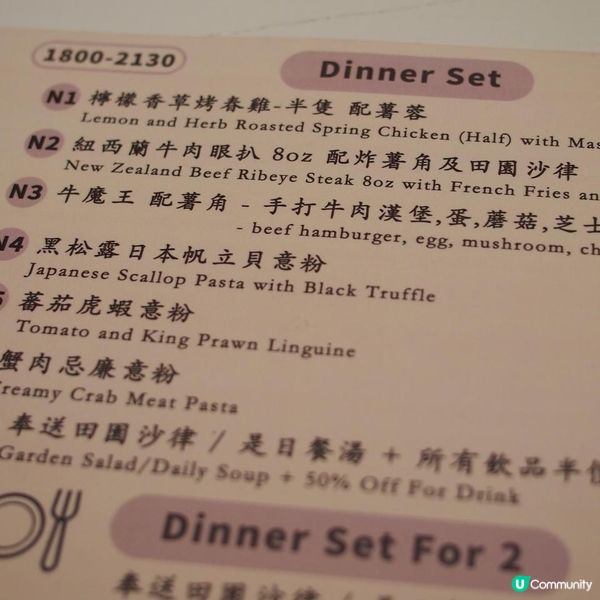 1800-2130
Dinner Set
N1 檸檬香草烤春雞-半隻 配薯蓉
Lemon and Herb Roasted Spring Chicken (Half) with Mas
N2 紐西蘭牛肉眼扒 8oz 配炸薯角及田園沙律
New Zealand Beef Ribeye Steak 8oz with French Fries an
N3 牛魔王 配薯角 - 手打牛肉漢堡,蛋,蘑菇,芝士
- beef hamburger, egg, mushroom, ch
N4 黑松露日本帆立貝意粉
Japanese Scallop Pasta with Black Truffle
5 蕃茄虎蝦意粉
Tomato and King Prawn Linguine
蟹肉忌廉意粉
Creamy Crab Meat Pasta
奉送田園沙律 / 是日餐湯 + 所有飲品半價
Garden Salad/Daily Soup + 50% Off For Drink
Dinner Set For 2
奉送田園沙律 /
U Community